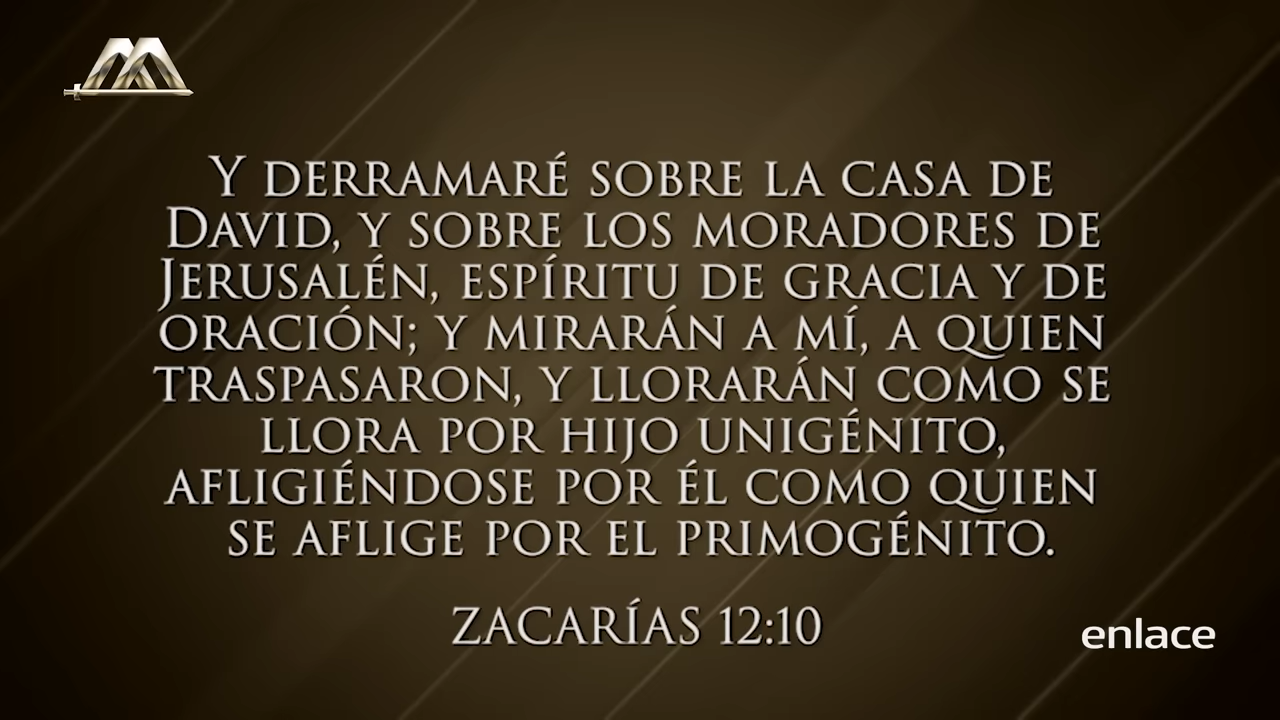 Y DERRAMARÉ SOBRE LA CASA DE
DAVID, Y SOBRE LOS MORADORES DE
JERUSALÉN, ESPÍRITU DE GRACIA Y DE
ORACIÓN; Y MIRARÁN A MÍ, A QUIEN
TRASPASARON, Y LLORARÁN COMO SE
LLORA POR HIJO UNIGÉNITO,
AFLIGIÉNDOSE POR ÉL COMO QUIEN
SE AFLIGE POR EL PRIMOGÉNITO.
ZACARÍAS 12:10
enlace